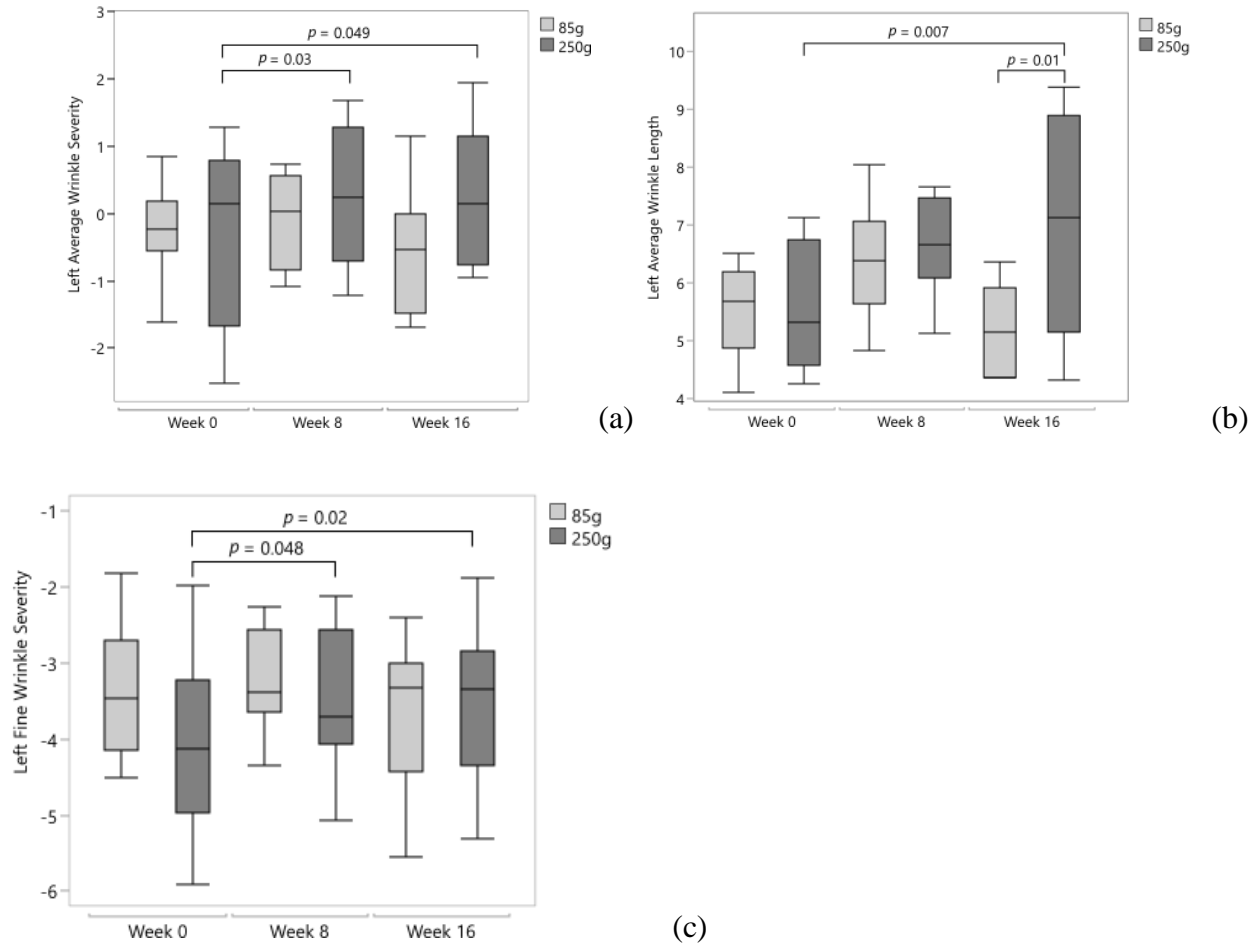 3
2
1
0
-1
-2
Left Average Wrinkle Severity
p = 0.049
p = 0.03
85g
250g
Week 0
Week 8
Week 16
(a)
10
9
8
7
6
5
4
Left Average Wrinkle Length
p = 0.007
p = 0.01
85g
250g
Week 0
Week 8
Week 16
(b)
-1
-2
-3
-4
-5
-6
Left Fine Wrinkle Severity
p = 0.02
p = 0.048
85g
250g
Week 0
Week 8
Week 16
(c)